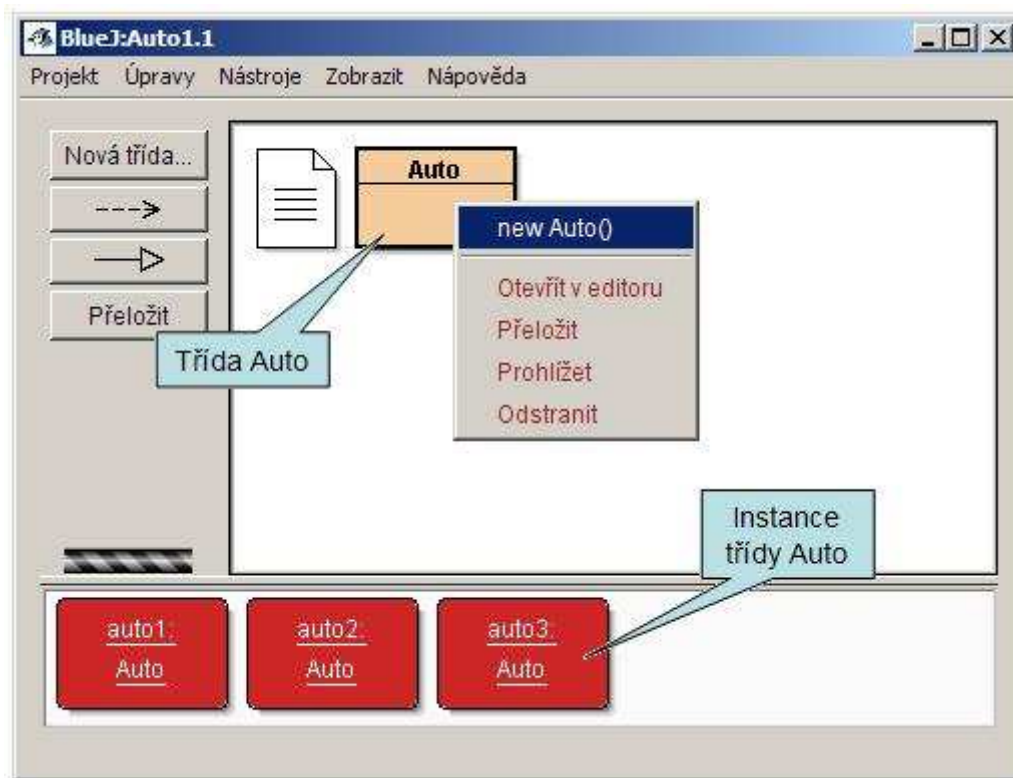 BlueJ:Auto1.1
Projekt Úpravy Nástroje Zobrazit Nápověda
Nová třída...
Přeložit
Auto
new Auto()
Otevřít v editoru
Přeložit
Prohlížet
Odstranit
Třída Auto
Instance
třídy Auto
auto1:
Auto
auto2:
Auto
auto3:
Auto